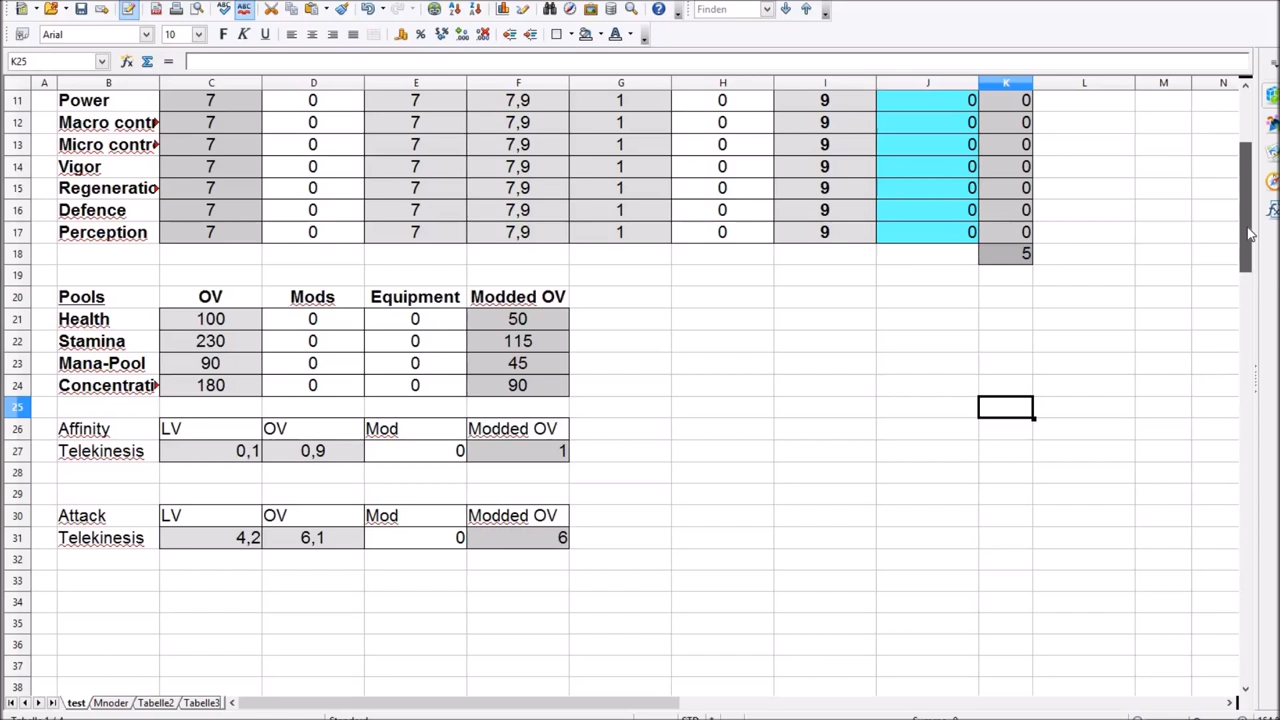 Finden
Arial 10
K25
A B C D E F G H I J K L M N
11 Power 7 0 7 7,9 1 0 9 0 0
12 Macro contr 7 0 7 7,9 1 0 9 0 0
13 Micro contr 7 0 7 7,9 1 0 9 0 0
14 Vigor 7 0 7 7,9 1 0 9 0 0
15 Regeneratio 7 0 7 7,9 1 0 9 0 0
16 Defence 7 0 7 7,9 1 0 9 0 0
17 Perception 7 0 7 7,9 1 0 9 0 0
18 5
19
20 Pools OV Mods Equipment Modded OV
21 Health 100 0 0 50
22 Stamina 230 0 0 115
23 Mana-Pool 90 0 0 45
24 Concentrati 180 0 0 90
25
26 Affinity LV OV Mod Modded OV
27 Telekinesis 0,1 0,9 0 1
28
29
30 Attack LV OV Mod Modded OV
31 Telekinesis 4,2 6,1 0 6
32
33
34
35
36
37
38
test Mnoder Tabelle2 Tabelle3